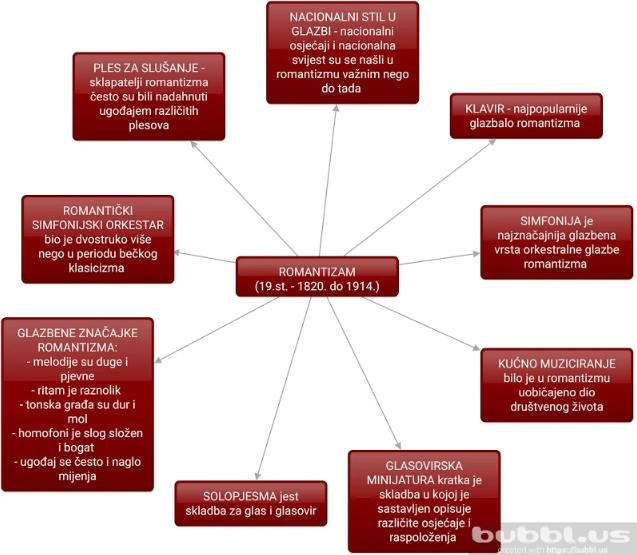 NACIONALNI STIL U
GLAZBI - nacionalni
osjećaji i nacionalna
svijest su se našli u
romantizmu važnim nego
do tada
PLES ZA SLUŠANJE -
sklapatelji romantizma
često su bili nadahnuti
ugođajem različitih
plesova
KLAVIR - najpopularnije
glazbalo romantizma
ROMANTIČKI
SIMFONIJSKI ORKESTAR
bio je dvostruko više
nego u periodu bečkog
klasicizma
SIMFONIJA je
najznačajnija glazbena
vrsta orkestralne glazbe
romantizma
ROMANTIZAM
(19.st. - 1820. do 1914.)
GLAZBENE ZNAČAJKE
ROMANTIZMA:
- melodije su duge i
pjevne
- ritam je raznolik
- tonska građa su dur i
mol
- homofoni je slog složen
i bogat
- ugođaj se često i naglo
mijenja
KUĆNO MUZICIRANJE
bilo je u romantizmu
uobičajeno dio
društvenog života
SOLOPJESMA jest
skladba za glas i glasovir
GLASOVIRSKA
MINIJATURA kratka je
skladba u kojoj je
sastavljen opisuje
različite osjećaje i
raspoloženja
bubbl.us
created with https://bubbl.us